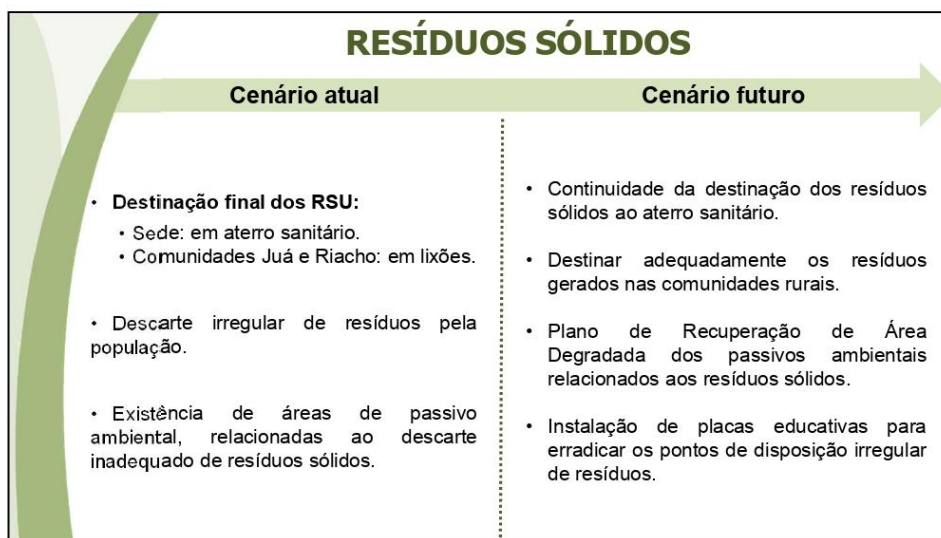 RESÍDUOS SÓLIDOS
Cenário atual
Cenário futuro
• Destinação final dos RSU:
• Sede: em aterro sanitário.
• Comunidades Juá e Riacho: em lixões.
• Descarte irregular de resíduos pela
população.
• Existência de áreas de passivo
ambiental, relacionadas ao descarte
inadequado de resíduos sólidos.
• Continuidade da destinação dos resíduos
sólidos ao aterro sanitário.
• Destinar adequadamente os resíduos
gerados nas comunidades rurais.
• Plano de Recuperação de Área
Degradada dos passivos ambientais
relacionados aos resíduos sólidos.
• Instalação de placas educativas para
erradicar os pontos de disposição irregular
de resíduos.